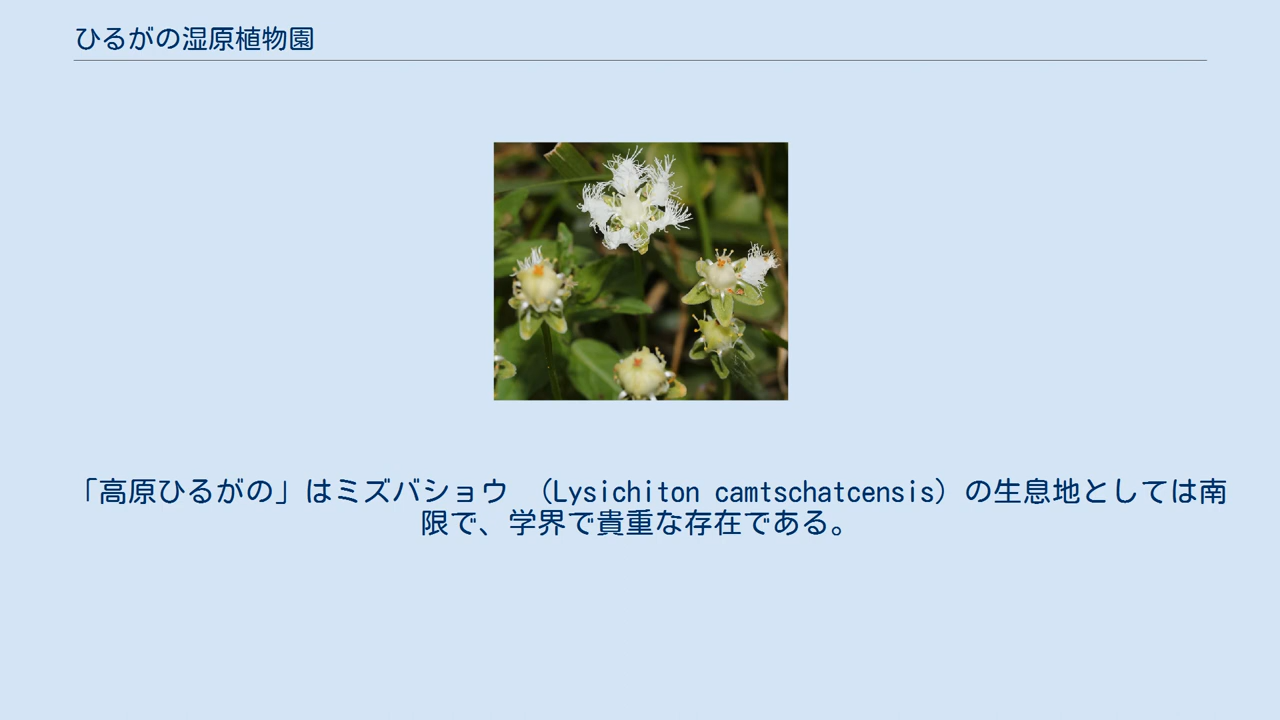 ひるがの湿原植物園
「高原ひるがの」はミズバショウ　（Lysichiton camtschatcensis）の生息地としては南
限で、学界で貴重な存在である。